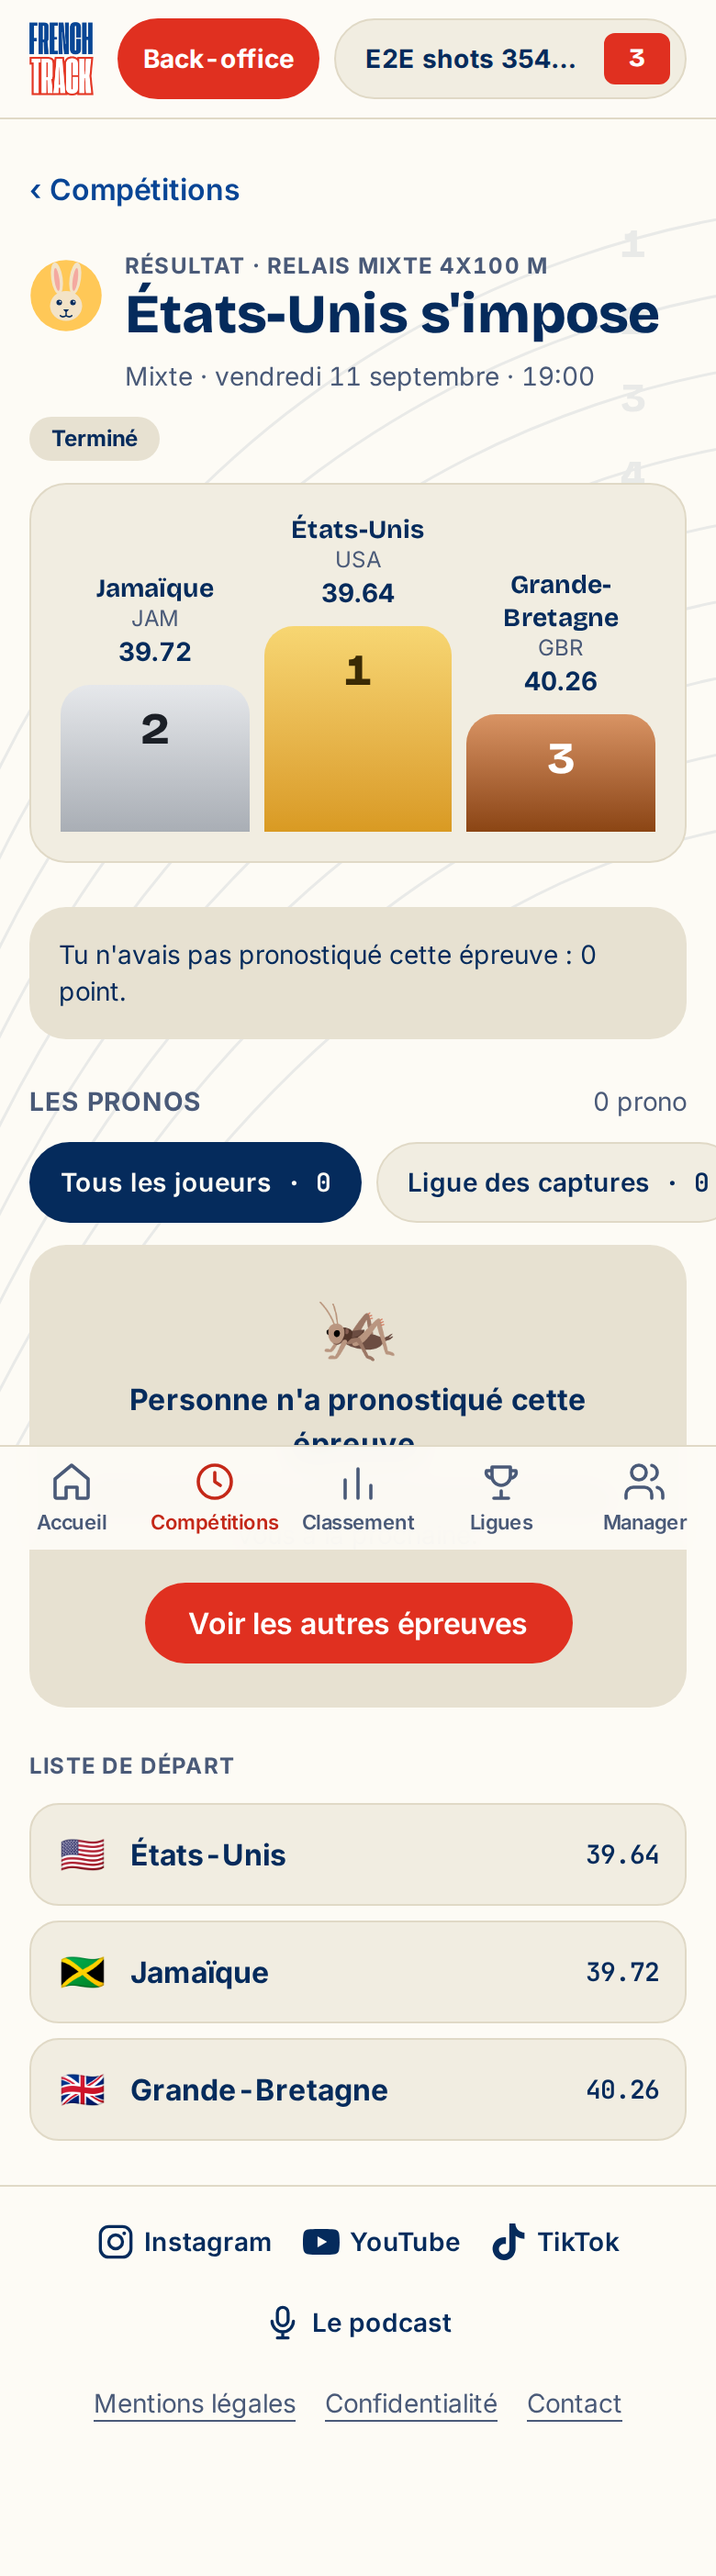 FRENCH
TRACK
Back-office
E2E shots 354...
3
‹ Compétitions
1
RÉSULTAT · RELAIS MIXTE 4X100 M
États-Unis s'impose
Mixte · vendredi 11 septembre · 19:00
3
Terminé
4
États-Unis
USA
39.64
1
Jamaïque
JAM
39.72
2
Grande-
Bretagne
GBR
40.26
3
Tu n'avais pas pronostiqué cette épreuve : 0
point.
LES PRONOS
0 prono
Tous les joueurs · 0
Ligue des captures · 0
Personne n'a pronostiqué cette
épreuve
Accueil
Compétitions
Classement
Ligues
Manager
Voir les autres épreuves
LISTE DE DÉPART
États-Unis
39.64
Jamaïque
39.72
Grande-Bretagne
40.26
Instagram
YouTube
TikTok
Le podcast
Mentions légales
Confidentialité
Contact